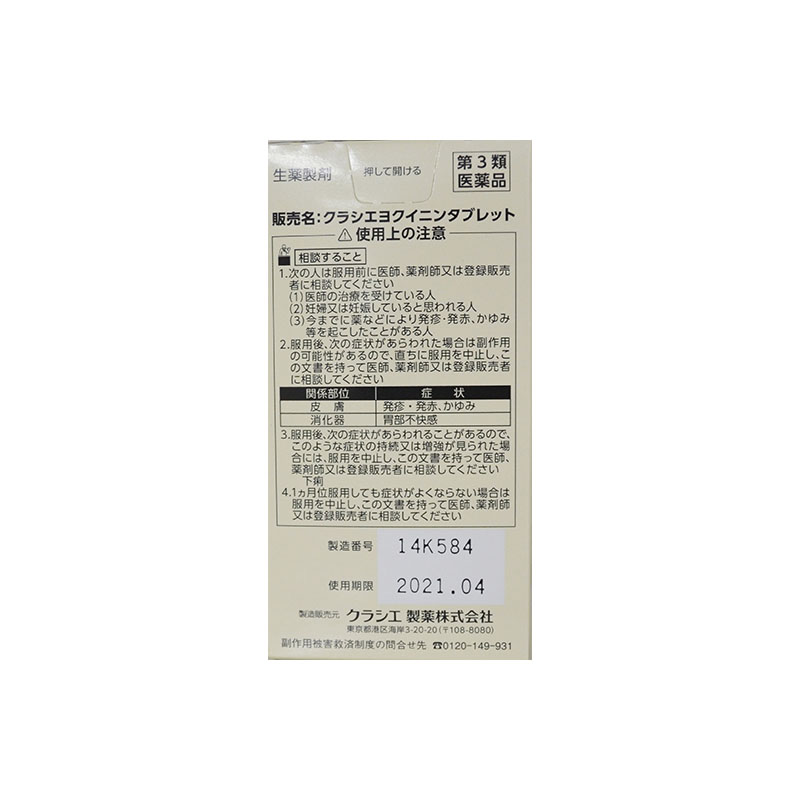 生薬製剤
押して開ける
第3類
医薬品
販売名:クラシエヨクイニンタブレット
⚠使用上の注意
相談すること
1.次の人は服用前に医師、薬剤師又は登録販売
者に相談してください
(1)医師の治療を受けている人
(2)妊婦又は妊娠していると思われる人
(3)今までに薬などにより発疹・発赤、かゆみ
等を起こしたことがある人
2.服用後、次の症状があらわれた場合は副作用
の可能性があるので、直ちに服用を中止し、こ
の文書を持って医師、薬剤師又は登録販売者
に相談してください
関係部位 症 状
皮 膚 発疹・発赤、かゆみ
消化器 胃部不快感
3.服用後、次の症状があらわれることがあるので、
このような症状の持続又は増強が見られた場
合には、服用を中止し、この文書を持って医師、
薬剤師又は登録販売者に相談してください
下痢
4.1ヵ月位服用しても症状がよくならない場合は
服用を中止し、この文書を持って医師、薬剤師
又は登録販売者に相談してください
製造番号 14K584
使用期限 2021.04
製造販売元 クラシエ 製薬株式会社
東京都港区海岸3-20-20(〒108-8080)
副作用被害救済制度の問合せ先 ☎0120-149-931